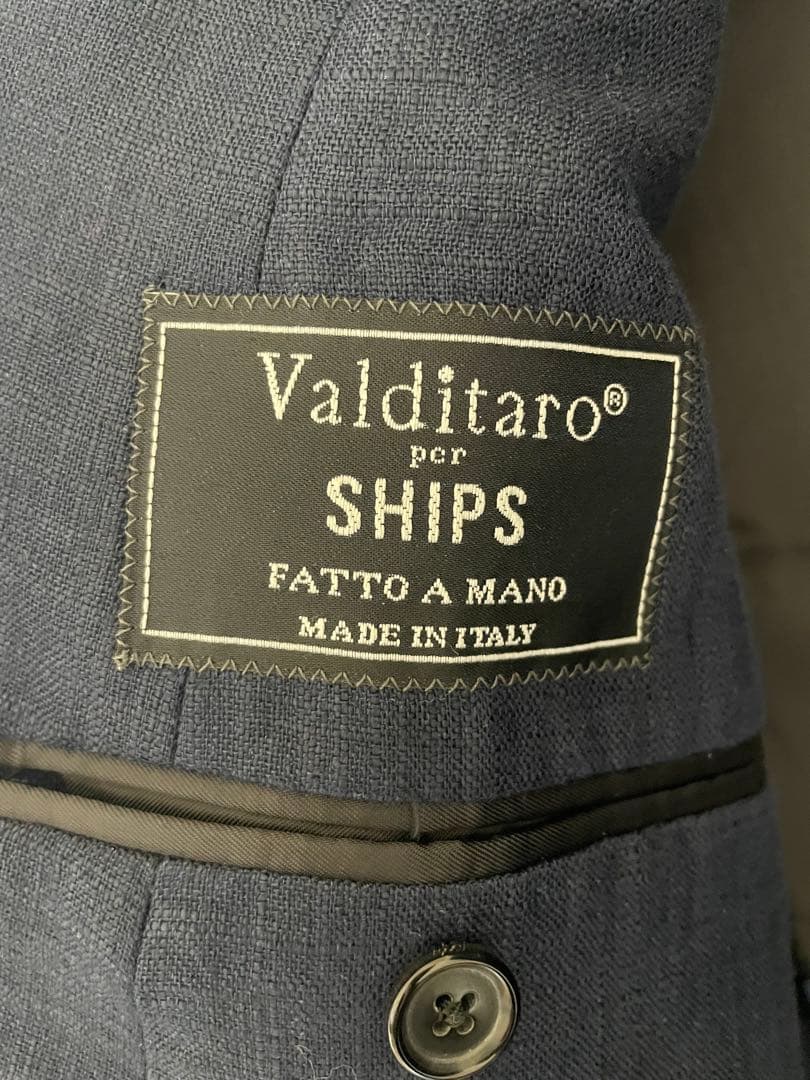 Valditaro®
per
SHIPS
FATTO A MANO
MADE IN ITALY